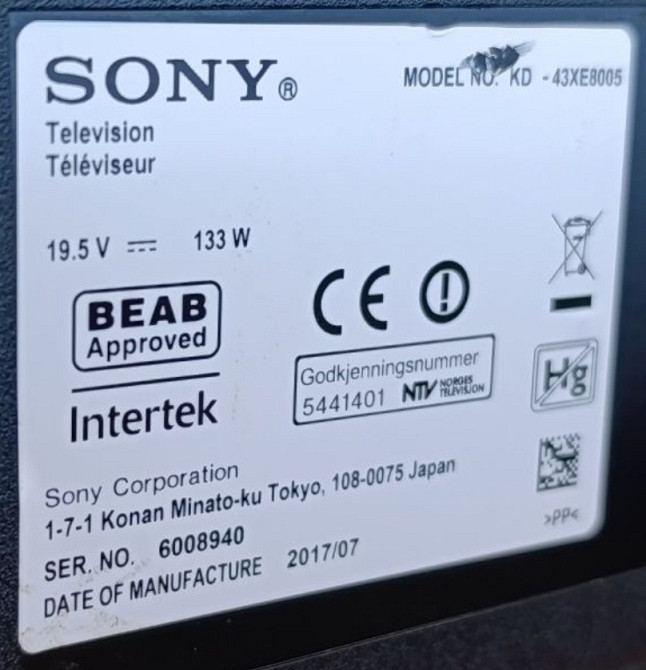 SONY®
MODEL NO. KD - 43XE8005
Television
Téléviseur
19.5 V 133 W
BEAB
Approved
Intertek
CE
Godkjenningsnummer
5441401 NTV NORGES TELEVISJON
Hg
Sony Corporation
1-7-1 Konan Minato-ku Tokyo, 108-0075 Japan
SER. NO. 6008940
DATE OF MANUFACTURE 2017/07
>PP<